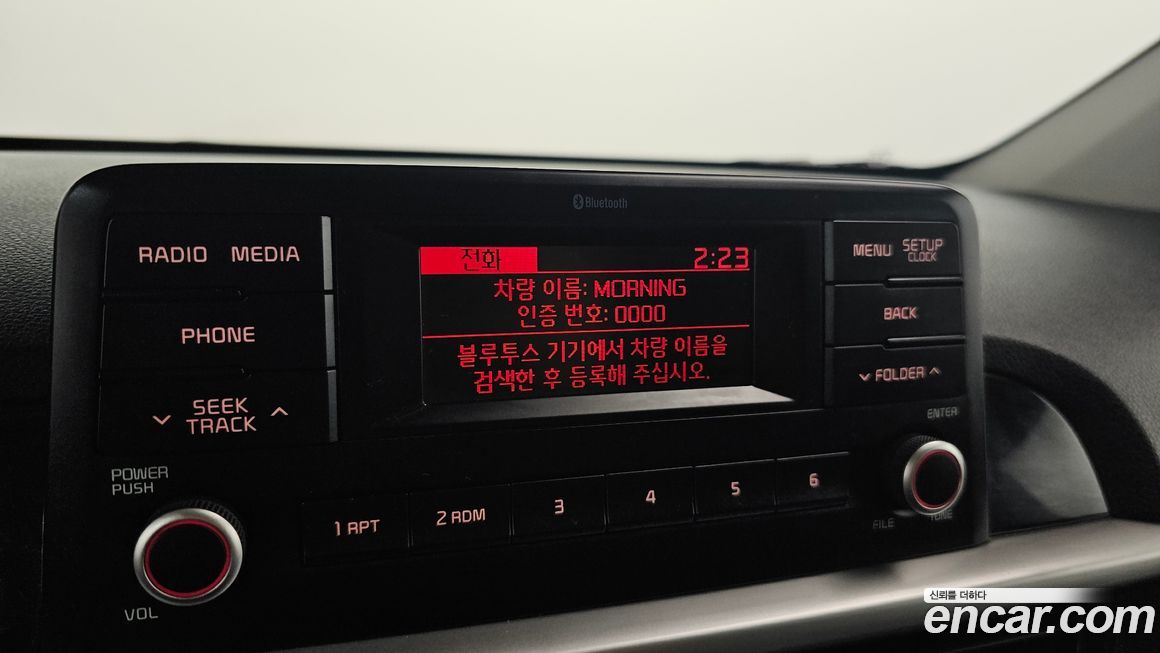 Bluetooth
RADIO MEDIA
PHONE
SEEK
TRACK
POWER
PUSH
VOL
전화 2:23
차량 이름: MORNING
인증 번호: 0000
블루투스 기기에서 차량 이름을
검색한 후 등록해 주십시오.
MENU SETUP
CLOCK
BACK
FOLDER
ENTER
FILE TUNE
1 RPT 2 RDM 3 4 5 6
신뢰를 더하다
encar.com